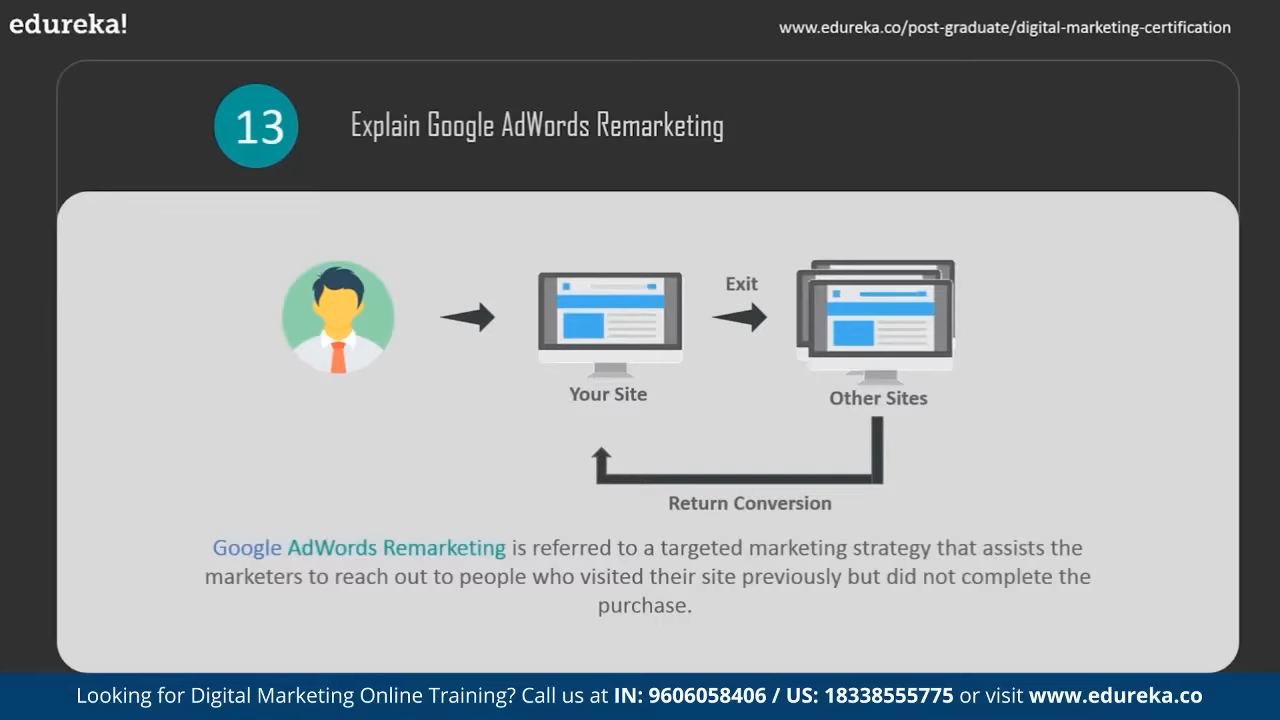 edureka!
www.edureka.co/post-graduate/digital-marketing-certification
13
Explain Google AdWords Remarketing
Exit
Your Site
Other Sites
Return Conversion
Google AdWords Remarketing is referred to a targeted marketing strategy that assists the
marketers to reach out to people who visited their site previously but did not complete the
purchase.
Looking for Digital Marketing Online Training? Call us at IN: 9606058406 / US: 18338555775 or visit www.edureka.co